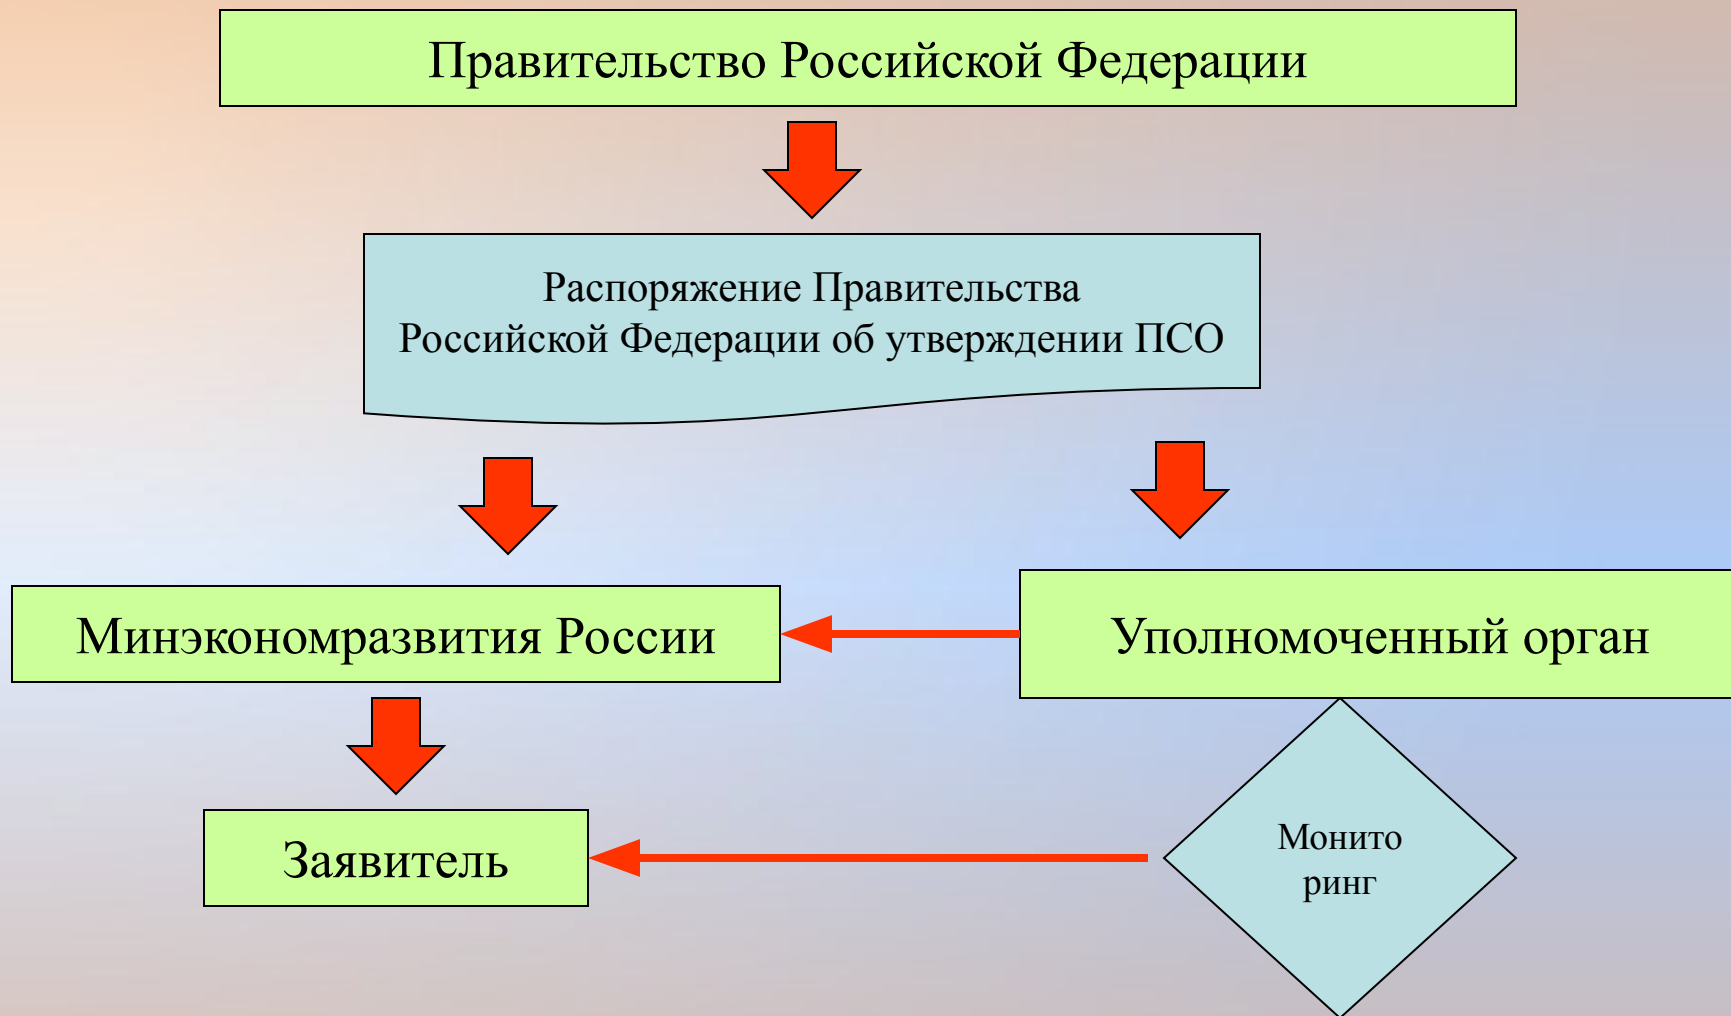 Правительство Российской Федерации
Распоряжение Правительства
Российской Федерации об утверждении ПСО
Минэкономразвития России
Уполномоченный орган
Заявитель
Монито
ринг